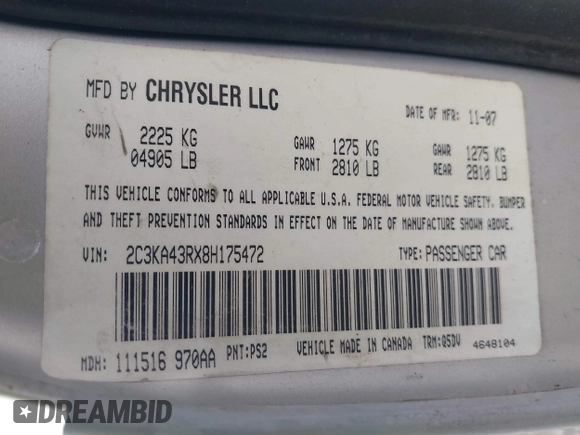 MFD BY CHRYSLER LLC
DATE OF MFR: 11-07
GVWR 2225 KG GAWR 1275 KG GAWR 1275 KG
04905 LB FRONT 2810 LB REAR 2810 LB
THIS VEHICLE CONFORMS TO ALL APPLICABLE U.S.A. FEDERAL MOTOR VEHICLE SAFETY, BUMPER
AND THEFT PREVENTION STANDARDS IN EFFECT ON THE DATE OF MANUFACTURE SHOWN ABOVE.
VIN: 2C3KA43RX8H175472 TYPE: PASSENGER CAR
MDH: 111516 970AA PNT: PS2 VEHICLE MADE IN CANADA TRM: Q5DV 4648104
DREAMBID